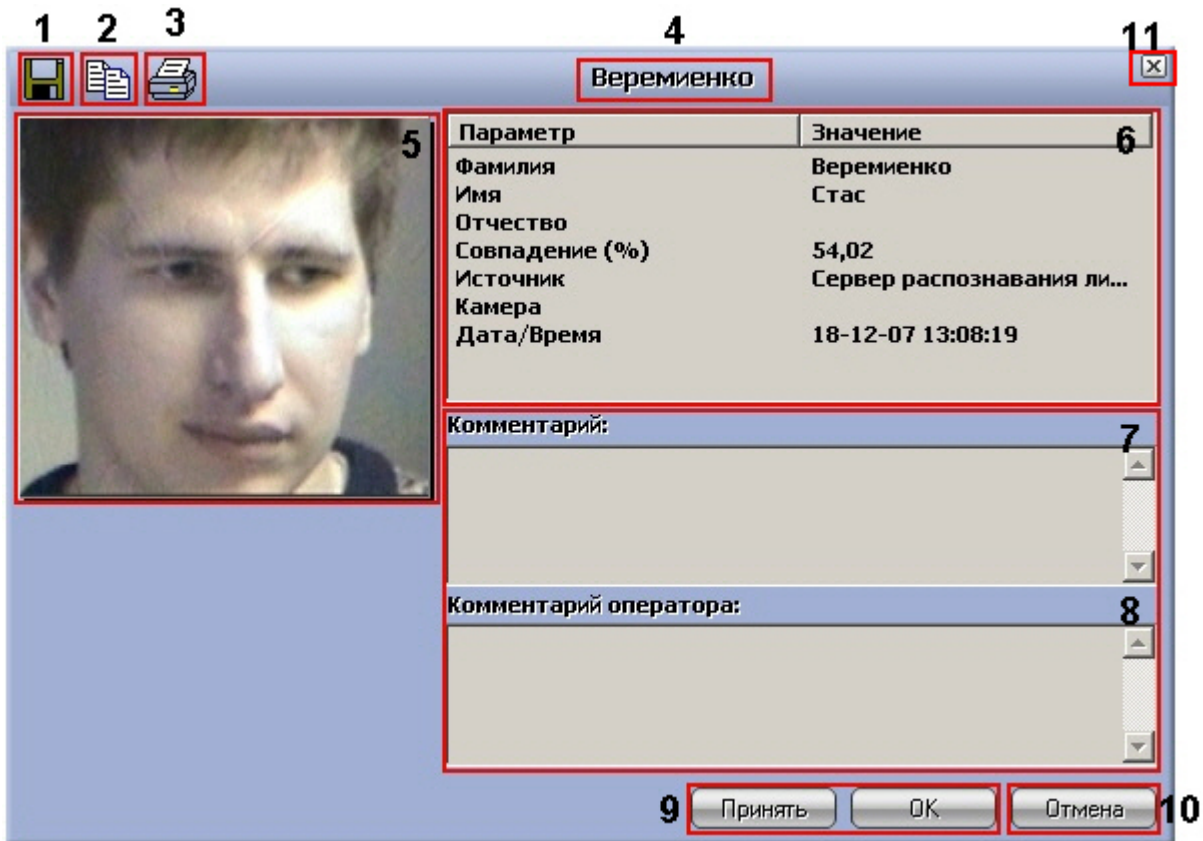 1 2 3 4 11
Веремиенко
5
Параметр Значение 6
Фамилия Веремиенко
Имя Стас
Отчество
Совпадение (%) 54,02
Источник Сервер распознавания ли...
Камера
Дата/Время 18-12-07 13:08:19
Комментарий: 7
Комментарий оператора: 8
9 Принять ОК Отмена 10